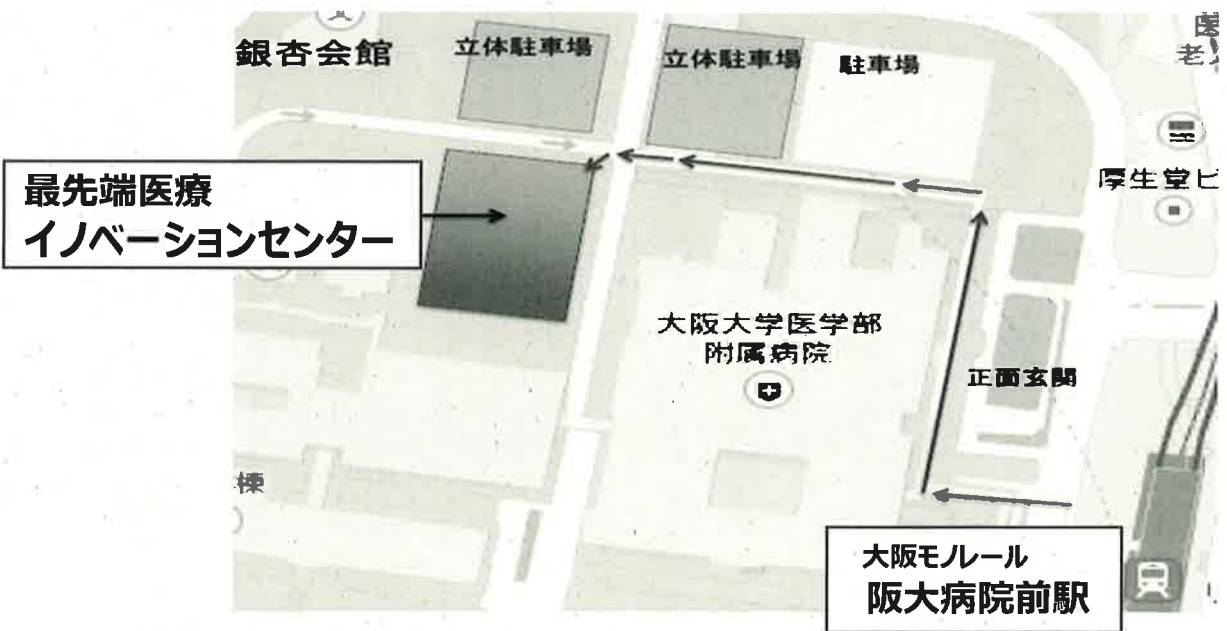 銀杏会館
立体駐車場
立体駐車場
駐車場
厚生堂ビ
最先端医療
イノベーションセンター
大阪大学医学部
附属病院
正面玄関
棟
大阪モノレール
阪大病院前駅